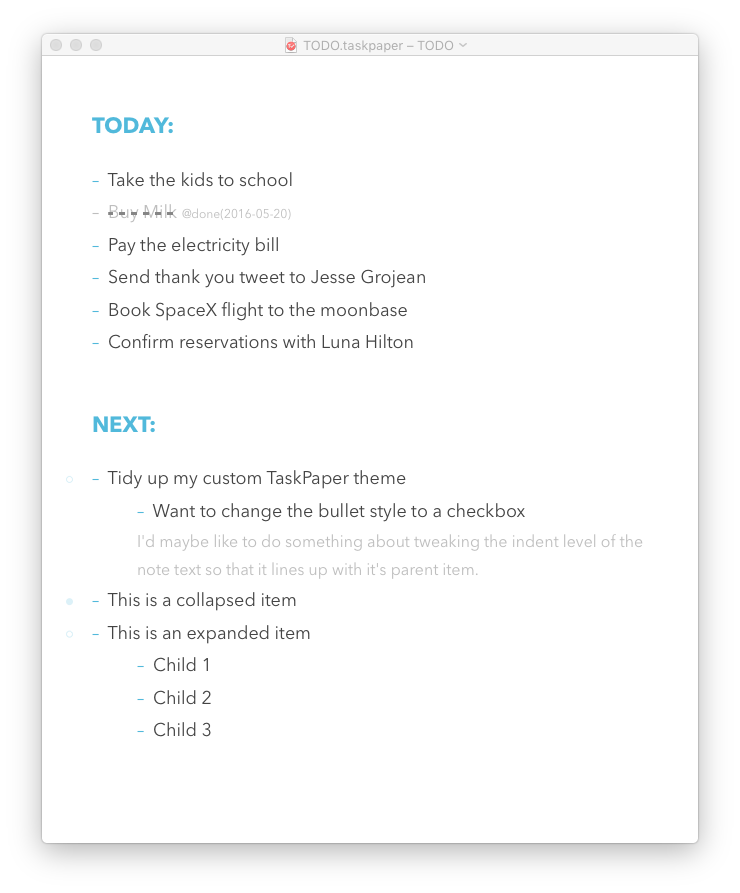 TODO.taskpaper – TODO
TODAY:
– Take the kids to school
– Buy Milk @done(2016-05-20)
– Pay the electricity bill
– Send thank you tweet to Jesse Grojean
– Book SpaceX flight to the moonbase
– Confirm reservations with Luna Hilton
NEXT:
– Tidy up my custom TaskPaper theme
– Want to change the bullet style to a checkbox
I'd maybe like to do something about tweaking the indent level of the
note text so that it lines up with it's parent item.
– This is a collapsed item
– This is an expanded item
– Child 1
– Child 2
– Child 3